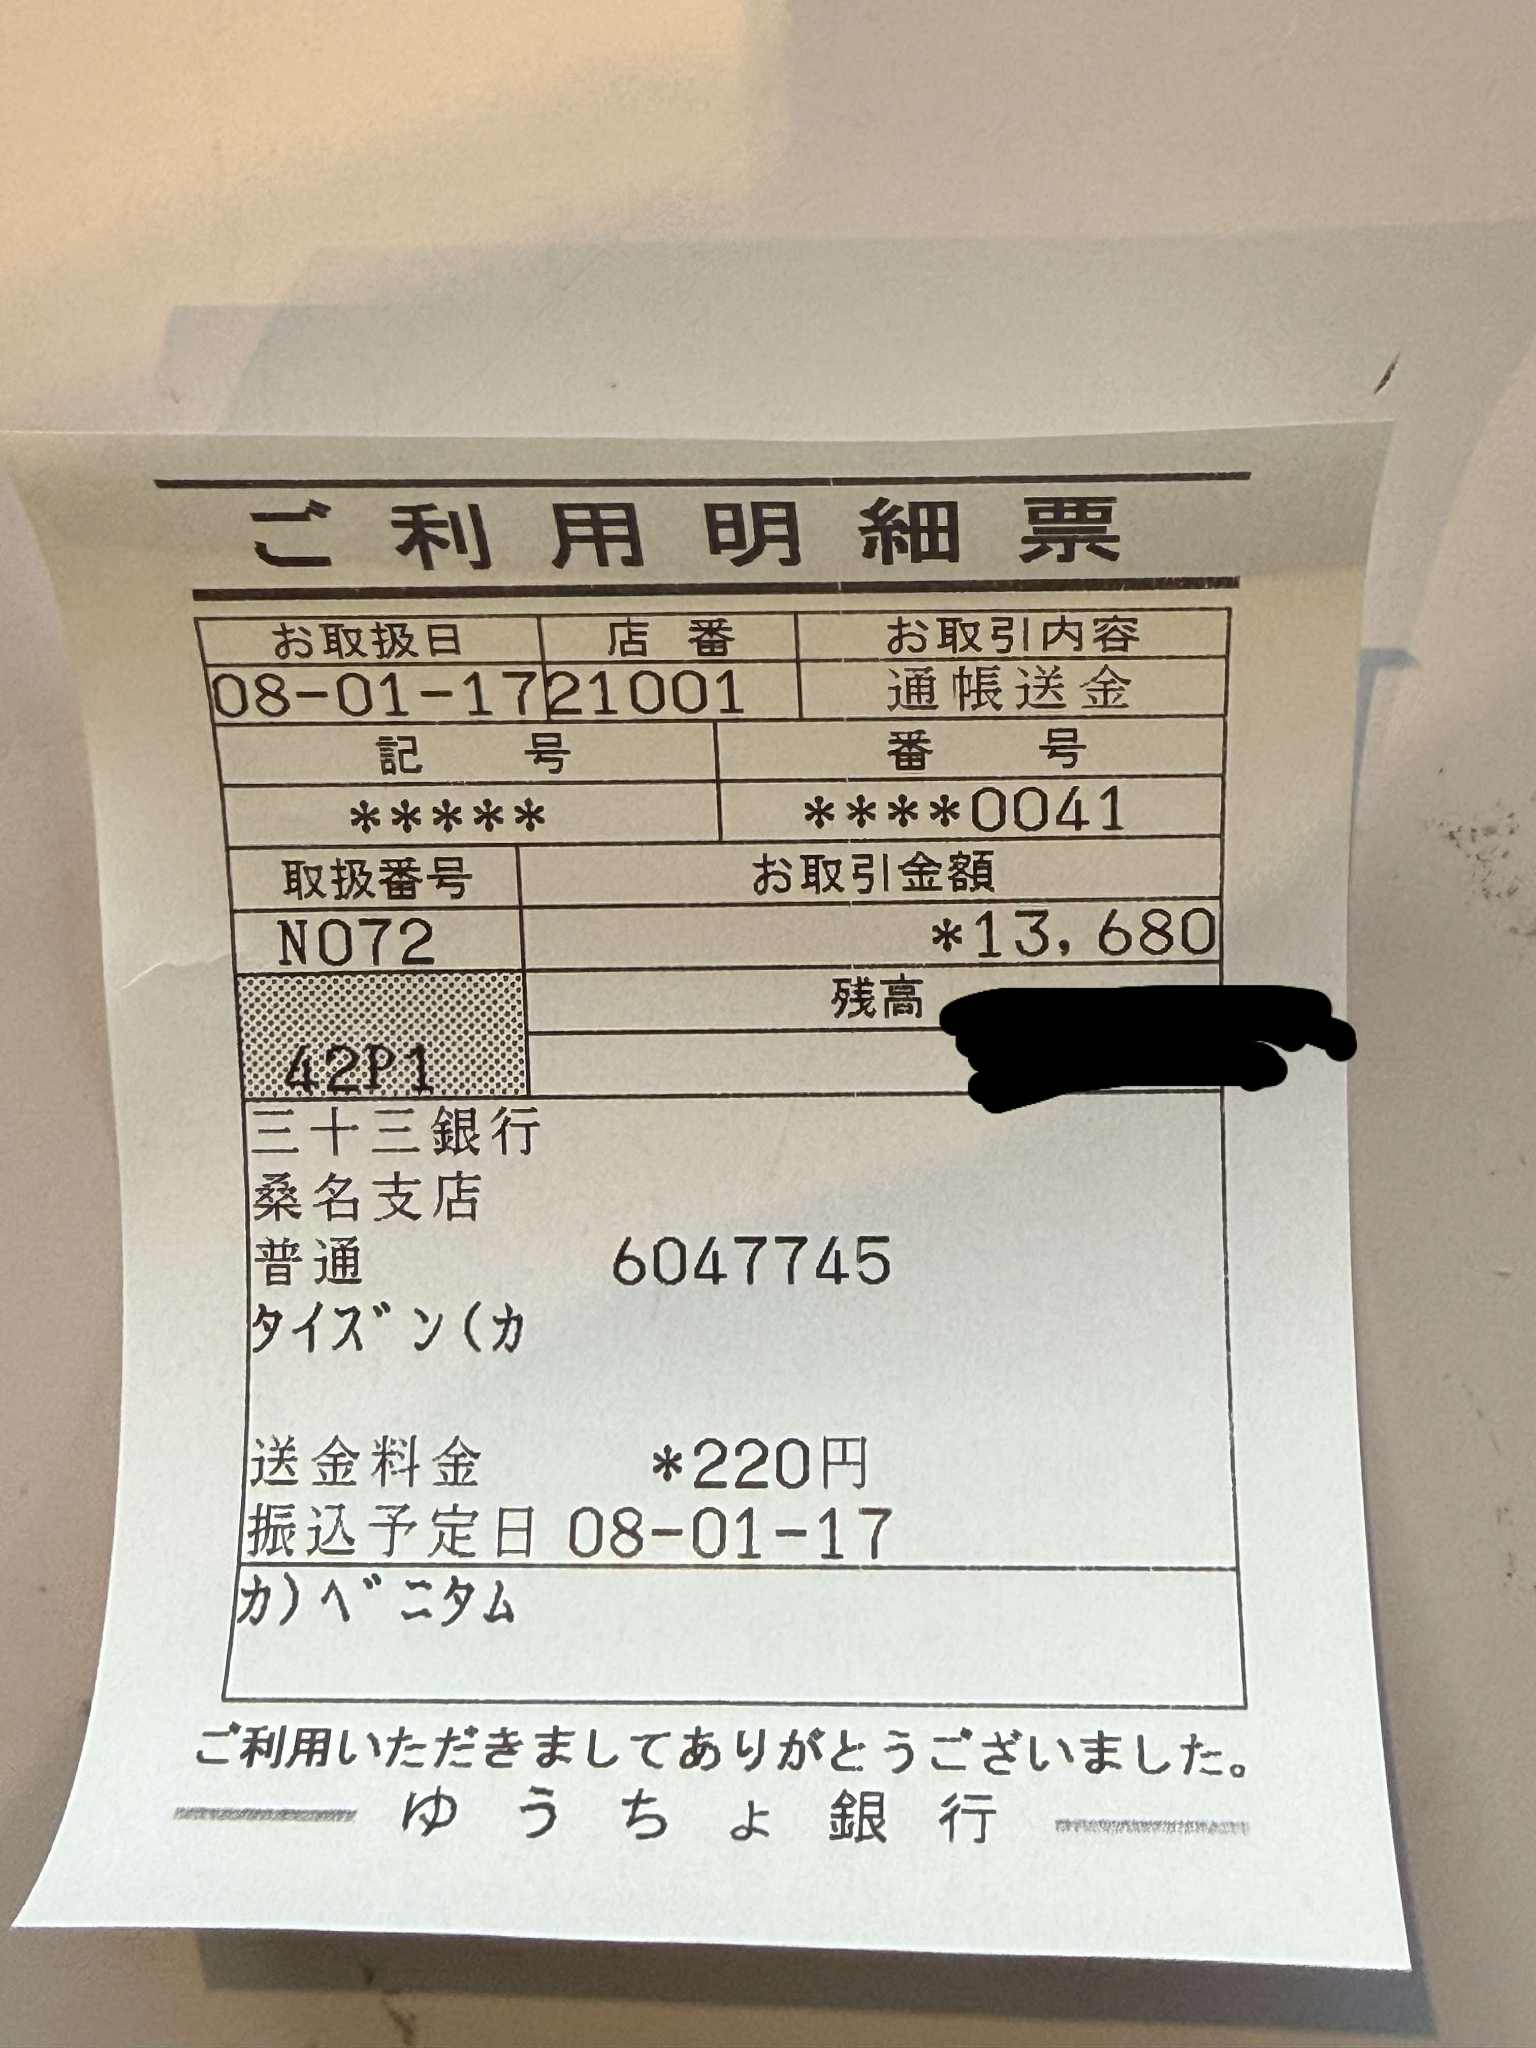 ご利用明細票
お取扱日 店番 お取引内容
08-01-17 21001 通帳送金
記号 番号
***** ****0041
取扱番号 お取引金額
N072 *13,680
残高
42P1
三十三銀行
桑名支店
普通 6047745
タイズン(カ
送金料金 *220円
振込予定日 08-01-17
カ)ベニタム
ご利用いただきましてありがとうございました。
ゆうちょ銀行